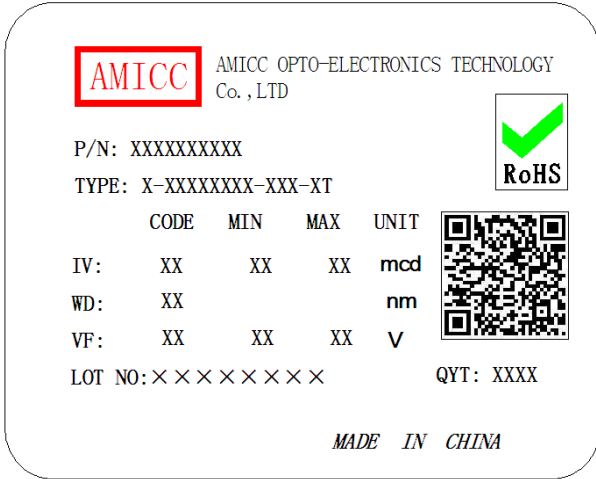 AMICC
AMICC OPTO-ELECTRONICS TECHNOLOGY
Co.,LTD
RoHS
P/N: XXXXXXXXXX
TYPE: X-XXXXXXXX-XXX-XT
CODE MIN MAX UNIT
IV: XX XX XX mcd
WD: XX nm
VF: XX XX XX V
LOT NO:××××××××
QYT: XXXX
MADE IN CHINA